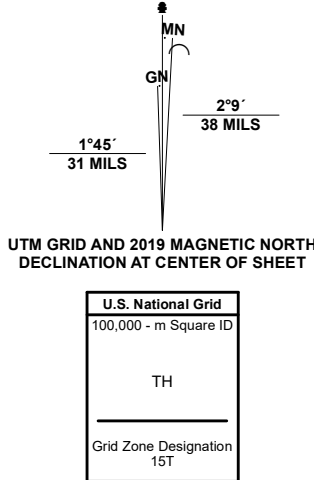 MN
GN
2°9´
38 MILS
1°45´
31 MILS
UTM GRID AND 2019 MAGNETIC NORTH
DECLINATION AT CENTER OF SHEET
U.S. National Grid
100,000 - m Square ID
TH
Grid Zone Designation
15T